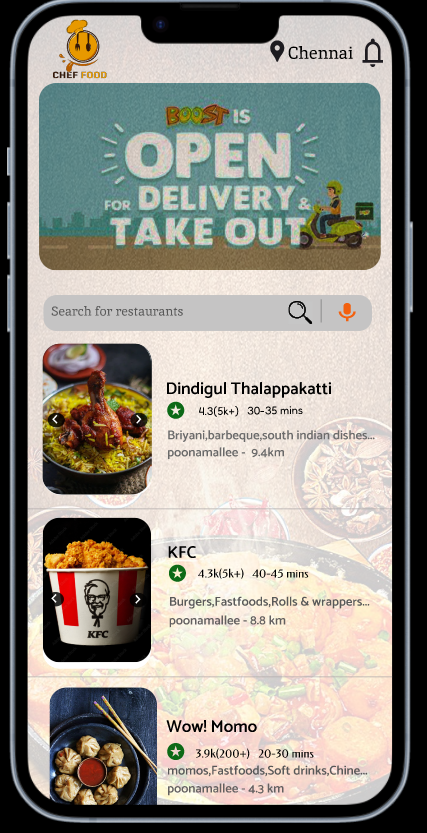 CHEF FOOD
Chennai
BOOST IS
OPEN
FOR DELIVERY &
TAKE OUT
Search for restaurants
Dindigul Thalappakatti
4.3(5k+) 30-35 mins
Briyani,barbeque,south indian dishes...
poonamallee - 9.4km
KFC
4.3k(5k+) 40-45 mins
Burgers,Fastfoods,Rolls & wrappers...
poonamallee - 8.8 km
KFC
Wow! Momo
3.9k(200+) 20-30 mins
momos,Fastfoods,Soft drinks,Chine...
poonamallee - 4.3 km